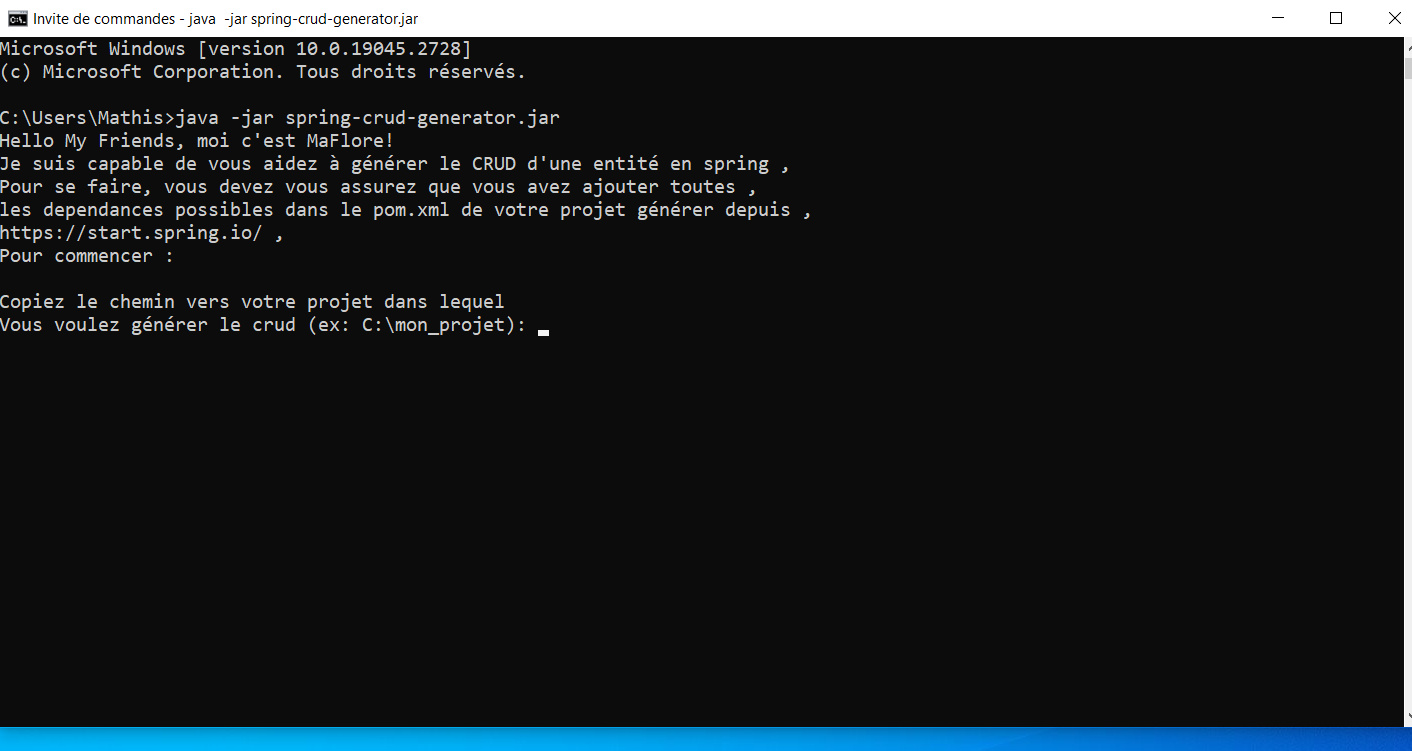 Invite de commandes - java  -jar spring-crud-generator.jar
Microsoft Windows [version 10.0.19045.2728]
(c) Microsoft Corporation. Tous droits réservés.
C:\Users\Mathis>java -jar spring-crud-generator.jar
Hello My Friends, moi c'est MaFlore!
Je suis capable de vous aidez à générer le CRUD d'une entité en spring ,
Pour se faire, vous devez vous assurez que vous avez ajouter toutes ,
les dependances possibles dans le pom.xml de votre projet générer depuis ,
https://start.spring.io/ ,
Pour commencer :
Copiez le chemin vers votre projet dans lequel
Vous voulez générer le crud (ex: C:\mon_projet):